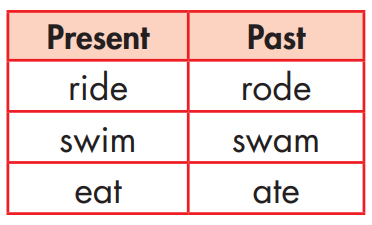 Present Past
ride rode
swim swam
eat ate